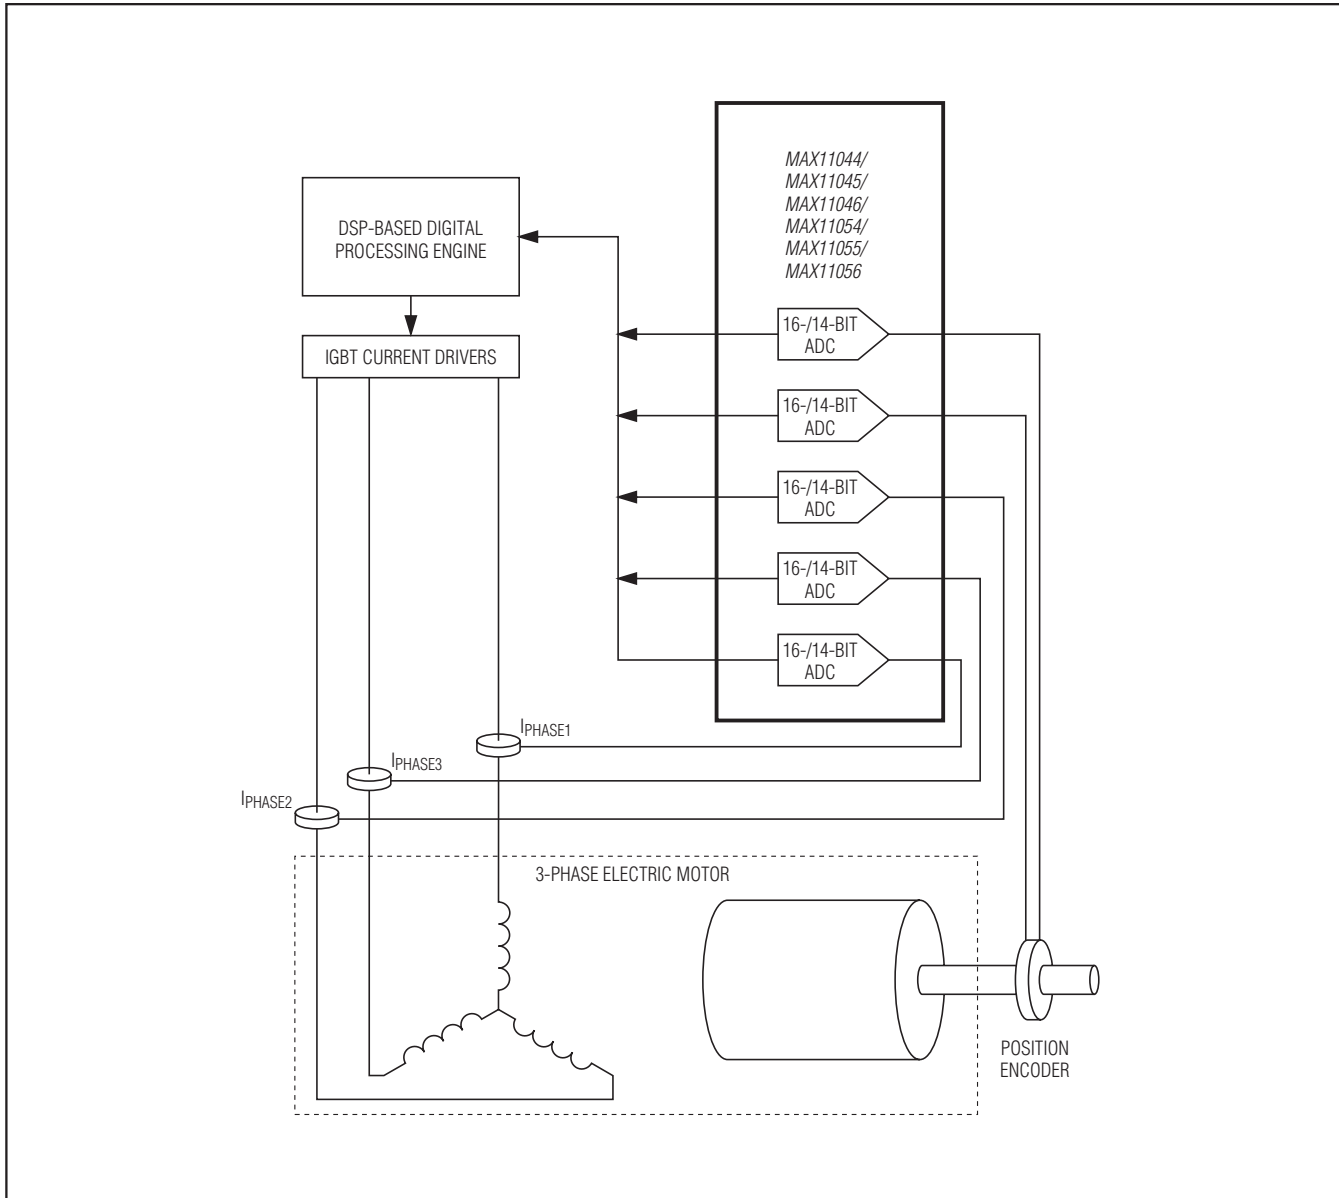 MAX11044/
MAX11045/
MAX11046/
MAX11054/
MAX11055/
MAX11056
DSP-BASED DIGITAL
PROCESSING ENGINE
IGBT CURRENT DRIVERS
16-/14-BIT
ADC
16-/14-BIT
ADC
16-/14-BIT
ADC
16-/14-BIT
ADC
16-/14-BIT
ADC
IPHASE1
IPHASE3
IPHASE2
3-PHASE ELECTRIC MOTOR
POSITION
ENCODER